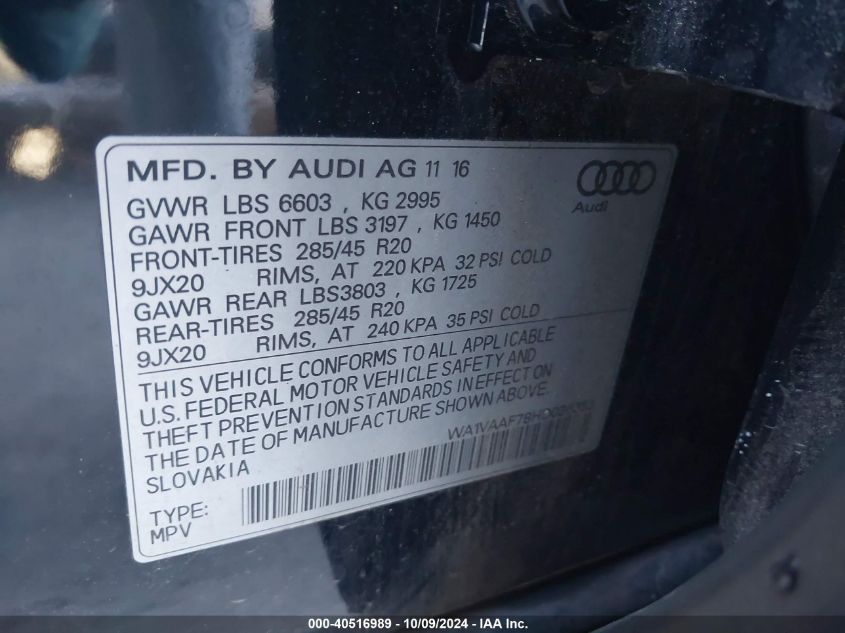 MFD. BY AUDI AG 11 16
Audi
GVWR LBS 6603 , KG 2995
GAWR FRONT LBS 3197 , KG 1450
FRONT-TIRES 285/45 R20
9JX20 RIMS, AT 220 KPA 32 PSI COLD
GAWR REAR LBS3803 , KG 1725
REAR-TIRES 285/45 R20
9JX20 RIMS, AT 240 KPA 35 PSI COLD
THIS VEHICLE CONFORMS TO ALL APPLICABLE
U.S. FEDERAL MOTOR VEHICLE SAFETY AND
THEFT PREVENTION STANDARDS IN EFFECT ON
THE DATE OF MANUFACTURE SHOWN ABOVE.
SLOVAKIA
TYPE:
MPV
000-40516989 - 10/09/2024 - IAA Inc.